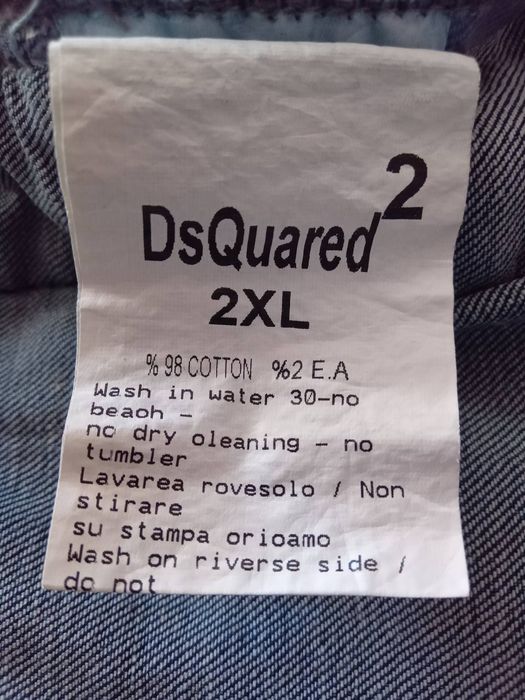 DsQuared2
2XL
% 98 COTTON %2 E.A
Wash in water 30-no
beaoh -
no dry oleaning - no
tumbler
Lavarea rovesolo / Non
stirare
su stampa orioamo
Wash on riverse side /
do not